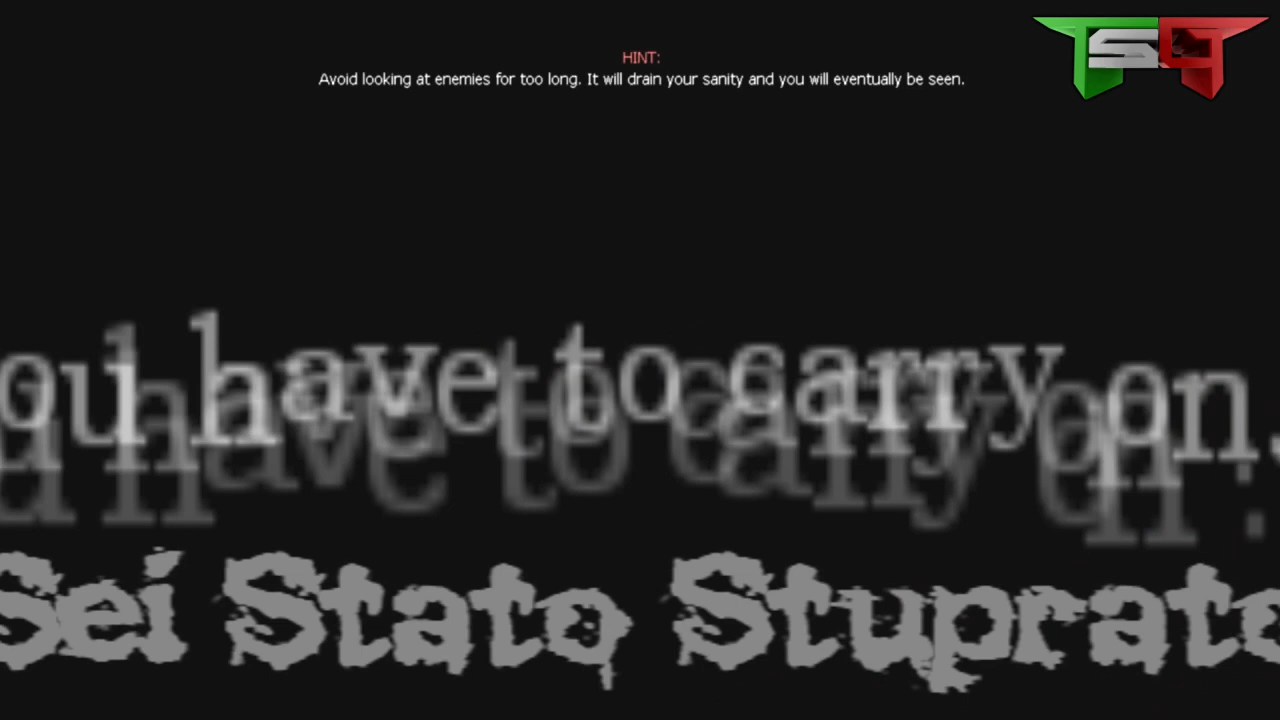 HINT:
Avoid looking at enemies for too long. It will drain your sanity and you will eventually be seen.
ou have to carry on.
Sei Stato Stuprato